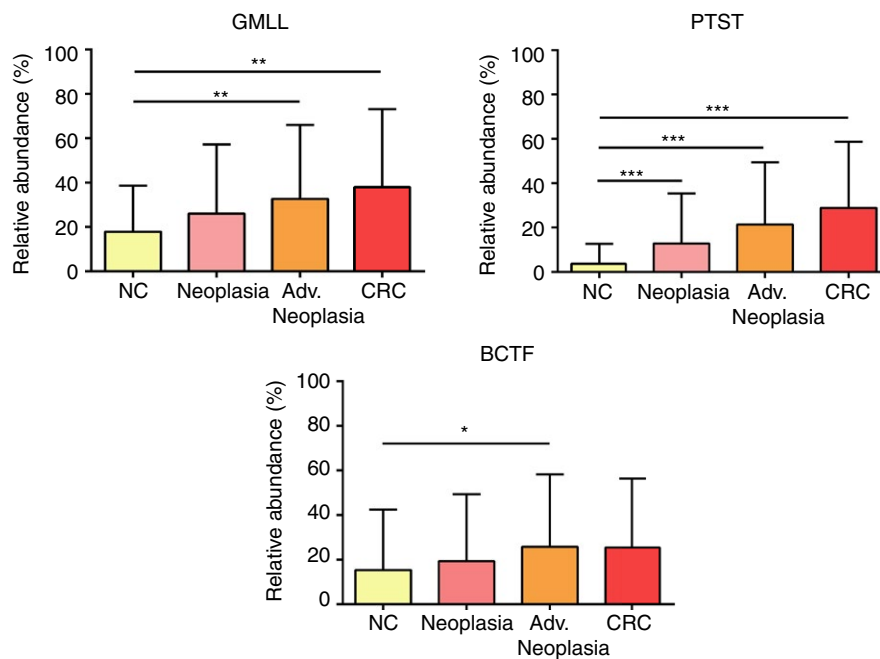 GMLL
Relative abundance (%)
100
80
60
40
20
0
**
**
NC Neoplasia Adv. CRC
Neoplasia
PTST
Relative abundance (%)
100
80
60
40
20
0
***
***
***
NC Neoplasia Adv. CRC
Neoplasia
BCTF
Relative abundance (%)
100
80
60
40
20
0
*
NC Neoplasia Adv. CRC
Neoplasia